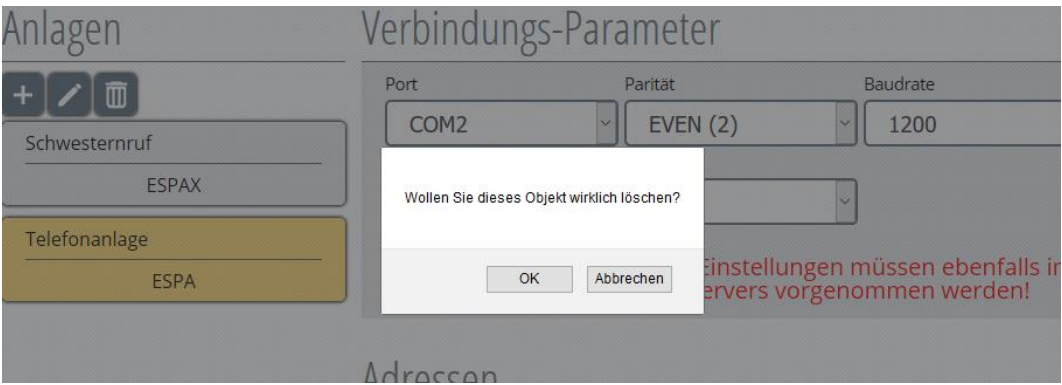 Anlagen
Verbindungs-Parameter
Port
Parität
Baudrate
COM2
EVEN (2)
1200
Schwesternruf
ESPAX
Wollen Sie dieses Objekt wirklich löschen?
OK
Abbrechen
Telefonanlage
ESPA
Einstellungen müssen ebenfalls
ervers vorgenommen werden!
Adressen